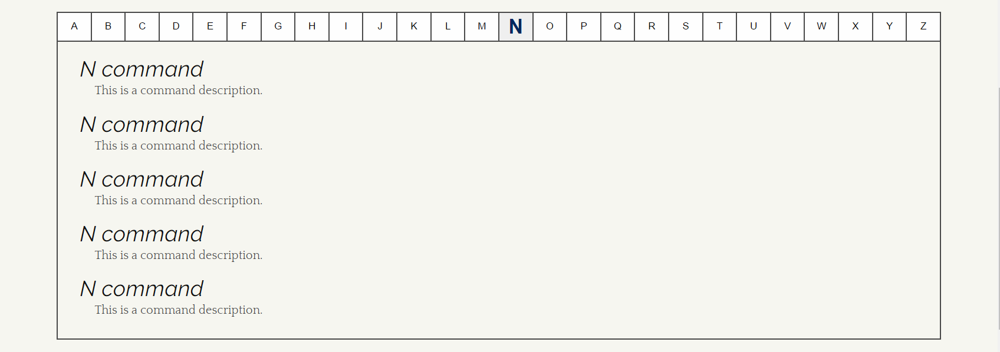 A B C D E F G H I J K L M N O P Q R S T U V W X Y Z
N command
This is a command description.
N command
This is a command description.
N command
This is a command description.
N command
This is a command description.
N command
This is a command description.